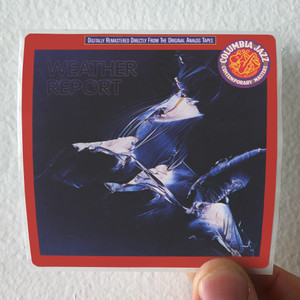 DIGITALLY REMASTERED DIRECTLY FROM THE ORIGINAL ANALOG TAPES
WEATHER
REPORT
COLUMBIA JAZZ
CONTEMPORARY MASTERS